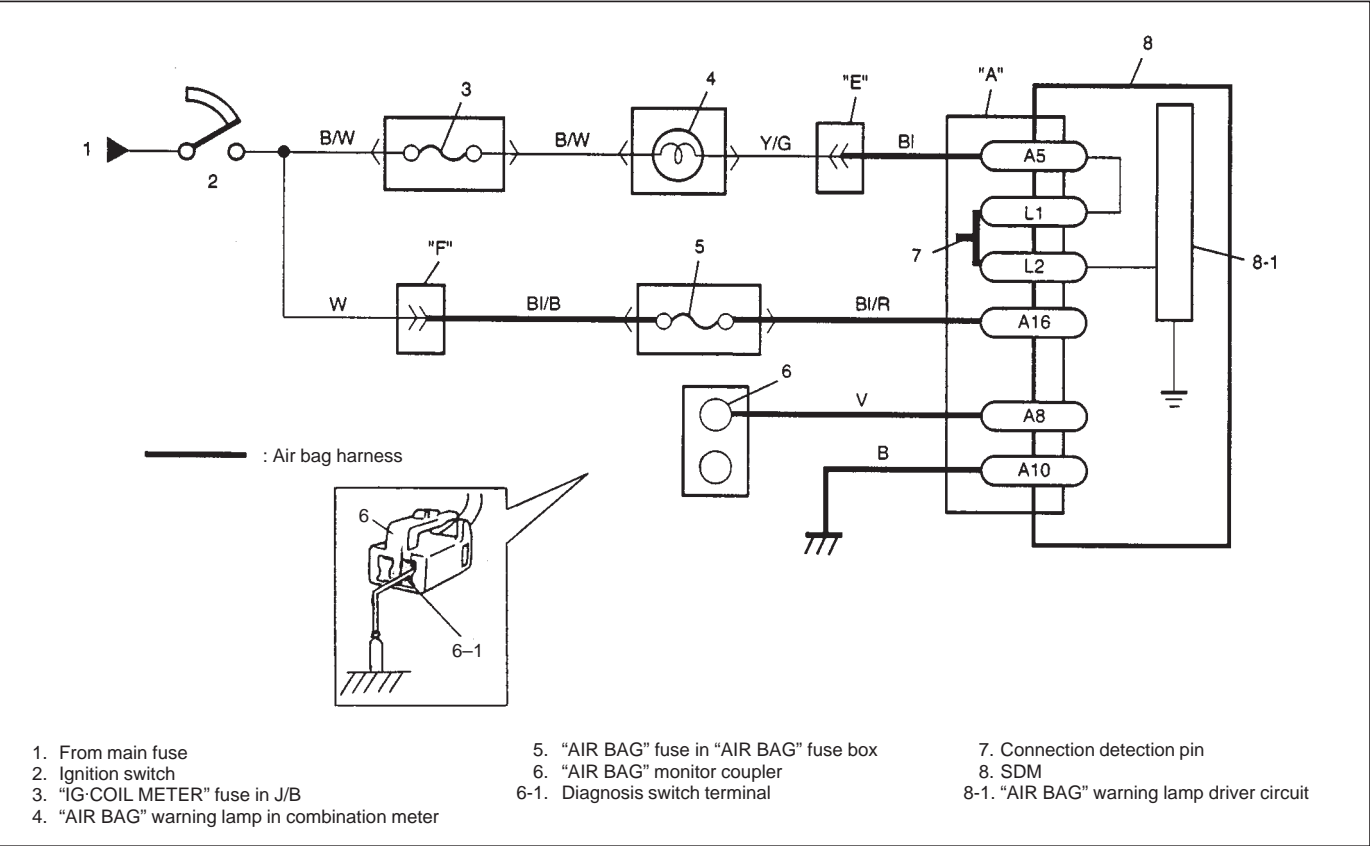 8
3
4
"E"
"A"
1
2
B/W
B/W
Y/G
Bl
A5
L1
7
L2
8-1
"F"
5
W
Bl/B
Bl/R
A16
6
V
A8
B
A10
: Air bag harness
6
6–1
1. From main fuse
2. Ignition switch
3. “IG·COIL METER” fuse in J/B
4. “AIR BAG” warning lamp in combination meter
5. “AIR BAG” fuse in “AIR BAG” fuse box
6. “AIR BAG” monitor coupler
6-1. Diagnosis switch terminal
7. Connection detection pin
8. SDM
8-1. “AIR BAG” warning lamp driver circuit